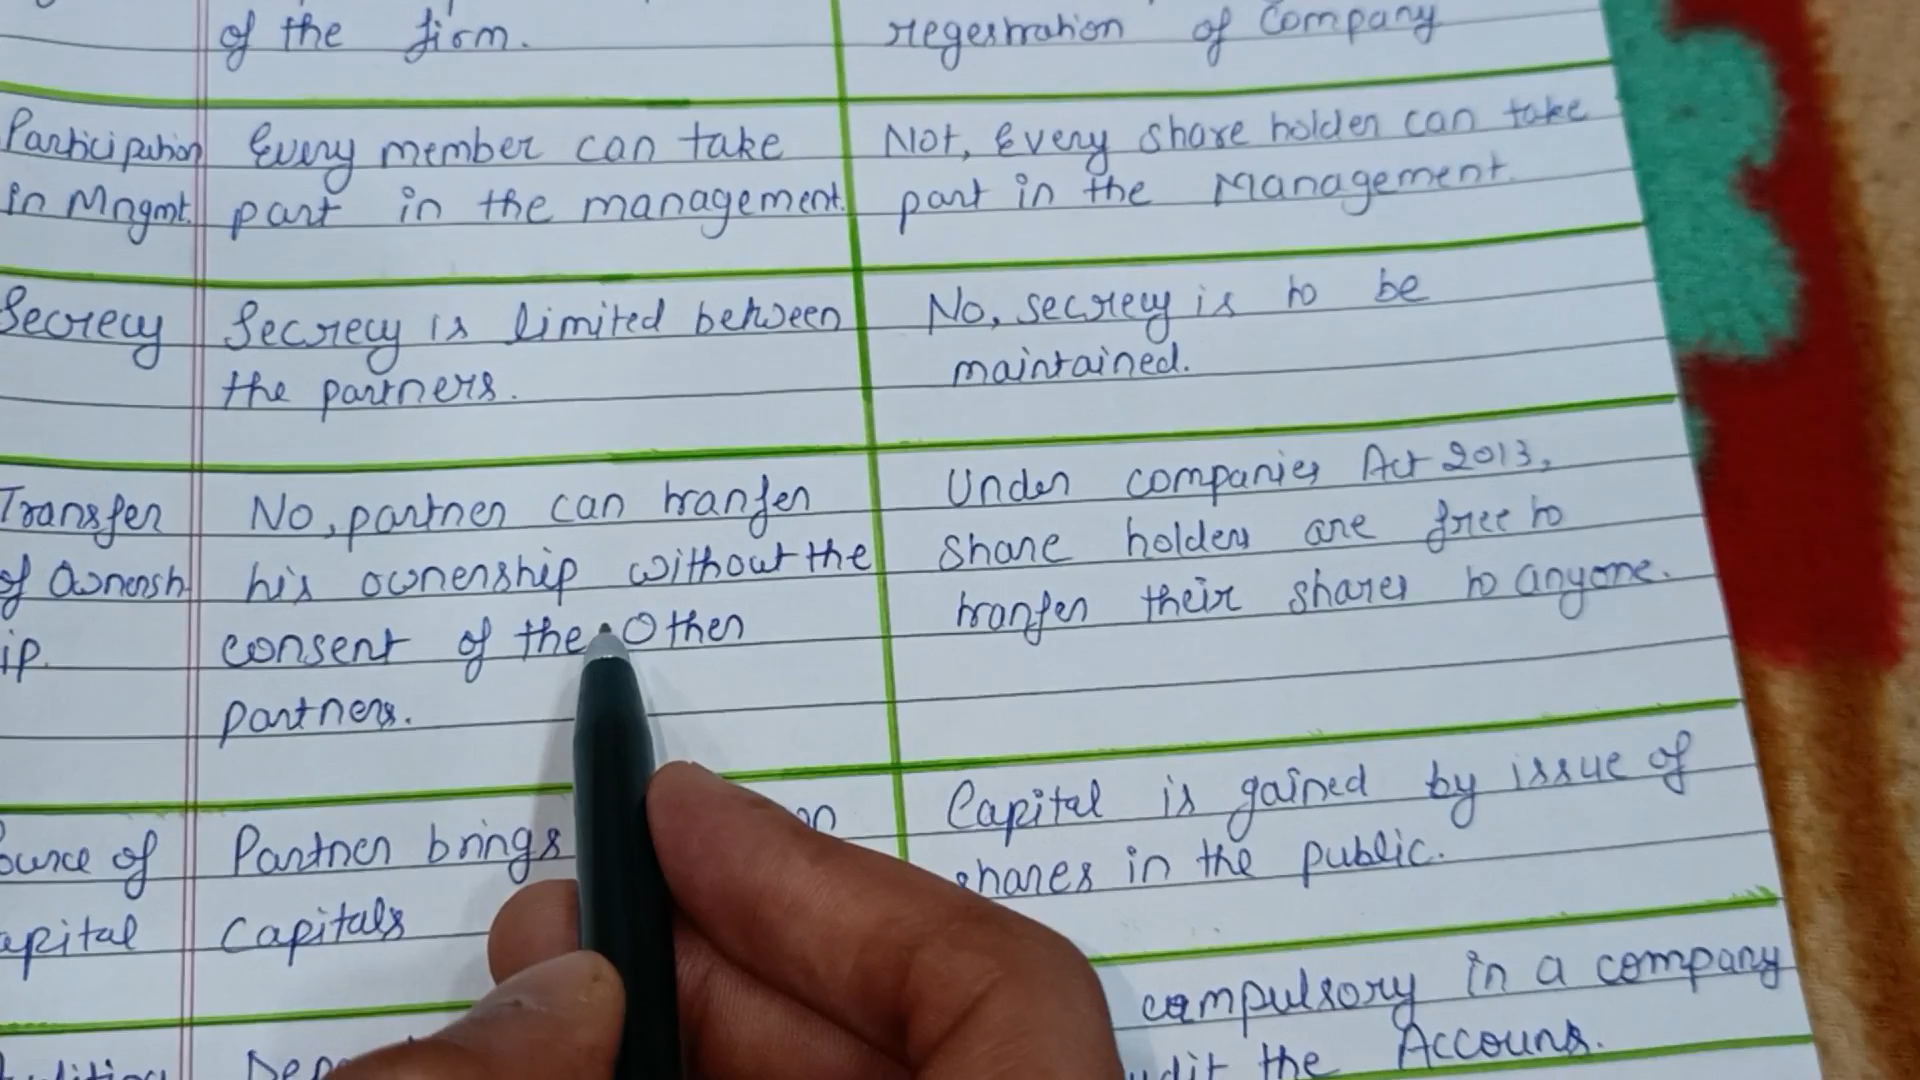 of the firm.
regestration of Company
Participation
in Mngmt.
Every member can take
part in the management.
Not, Every share holder can take
part in the Management.
Secrecy
Secrecy is limited between
the partners.
No, secrecy is to be
maintained.
Transfer
of Ownersh
ip.
No, partner can tranfer
his ownership without the
consent of the Other
partners.
Under companies Act 2013,
share holders are free to
tranfer their shares to anyone.
ource of
apital
Partner brings
Capitals
Capital is gained by issue of
shares in the public.
compulsory in a company
the Accouns.